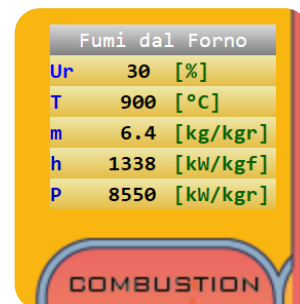 Fumi dal Forno
Ur 30 [%]
T 900 [°C]
m 6.4 [kg/kgr]
h 1338 [kW/kgf]
P 8550 [kW/kgr]
COMBUSTION